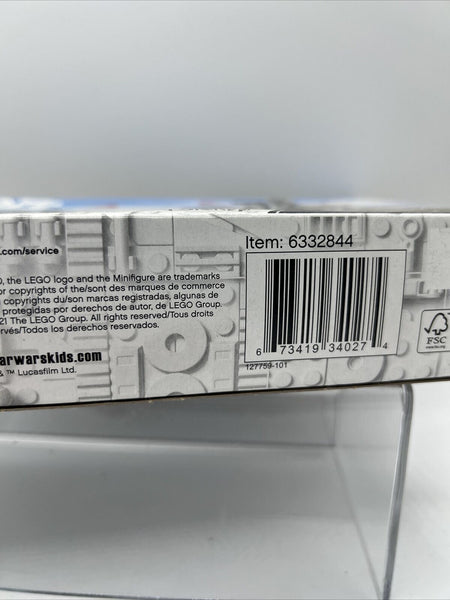 .com/service
0, the LEGO logo and the Minifigure are trademarks
or copyrights of the/sont des marques de commerce
copyrights du/son marcas registradas, algunas de
protegidas por derechos de autor, de LEGO Group.
21 The LEGO Group. All rights reserved/Tous droits
ervés/Todos los derechos reservados.
arwarskids.com
& ™ Lucasfilm Ltd.
Item: 6332844
6 73419 34027 4
127759-101
FSC